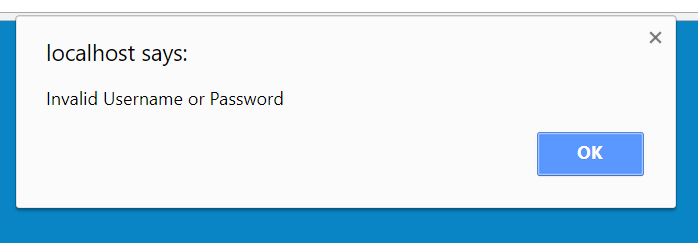 localhost says:
Invalid Username or Password
OK